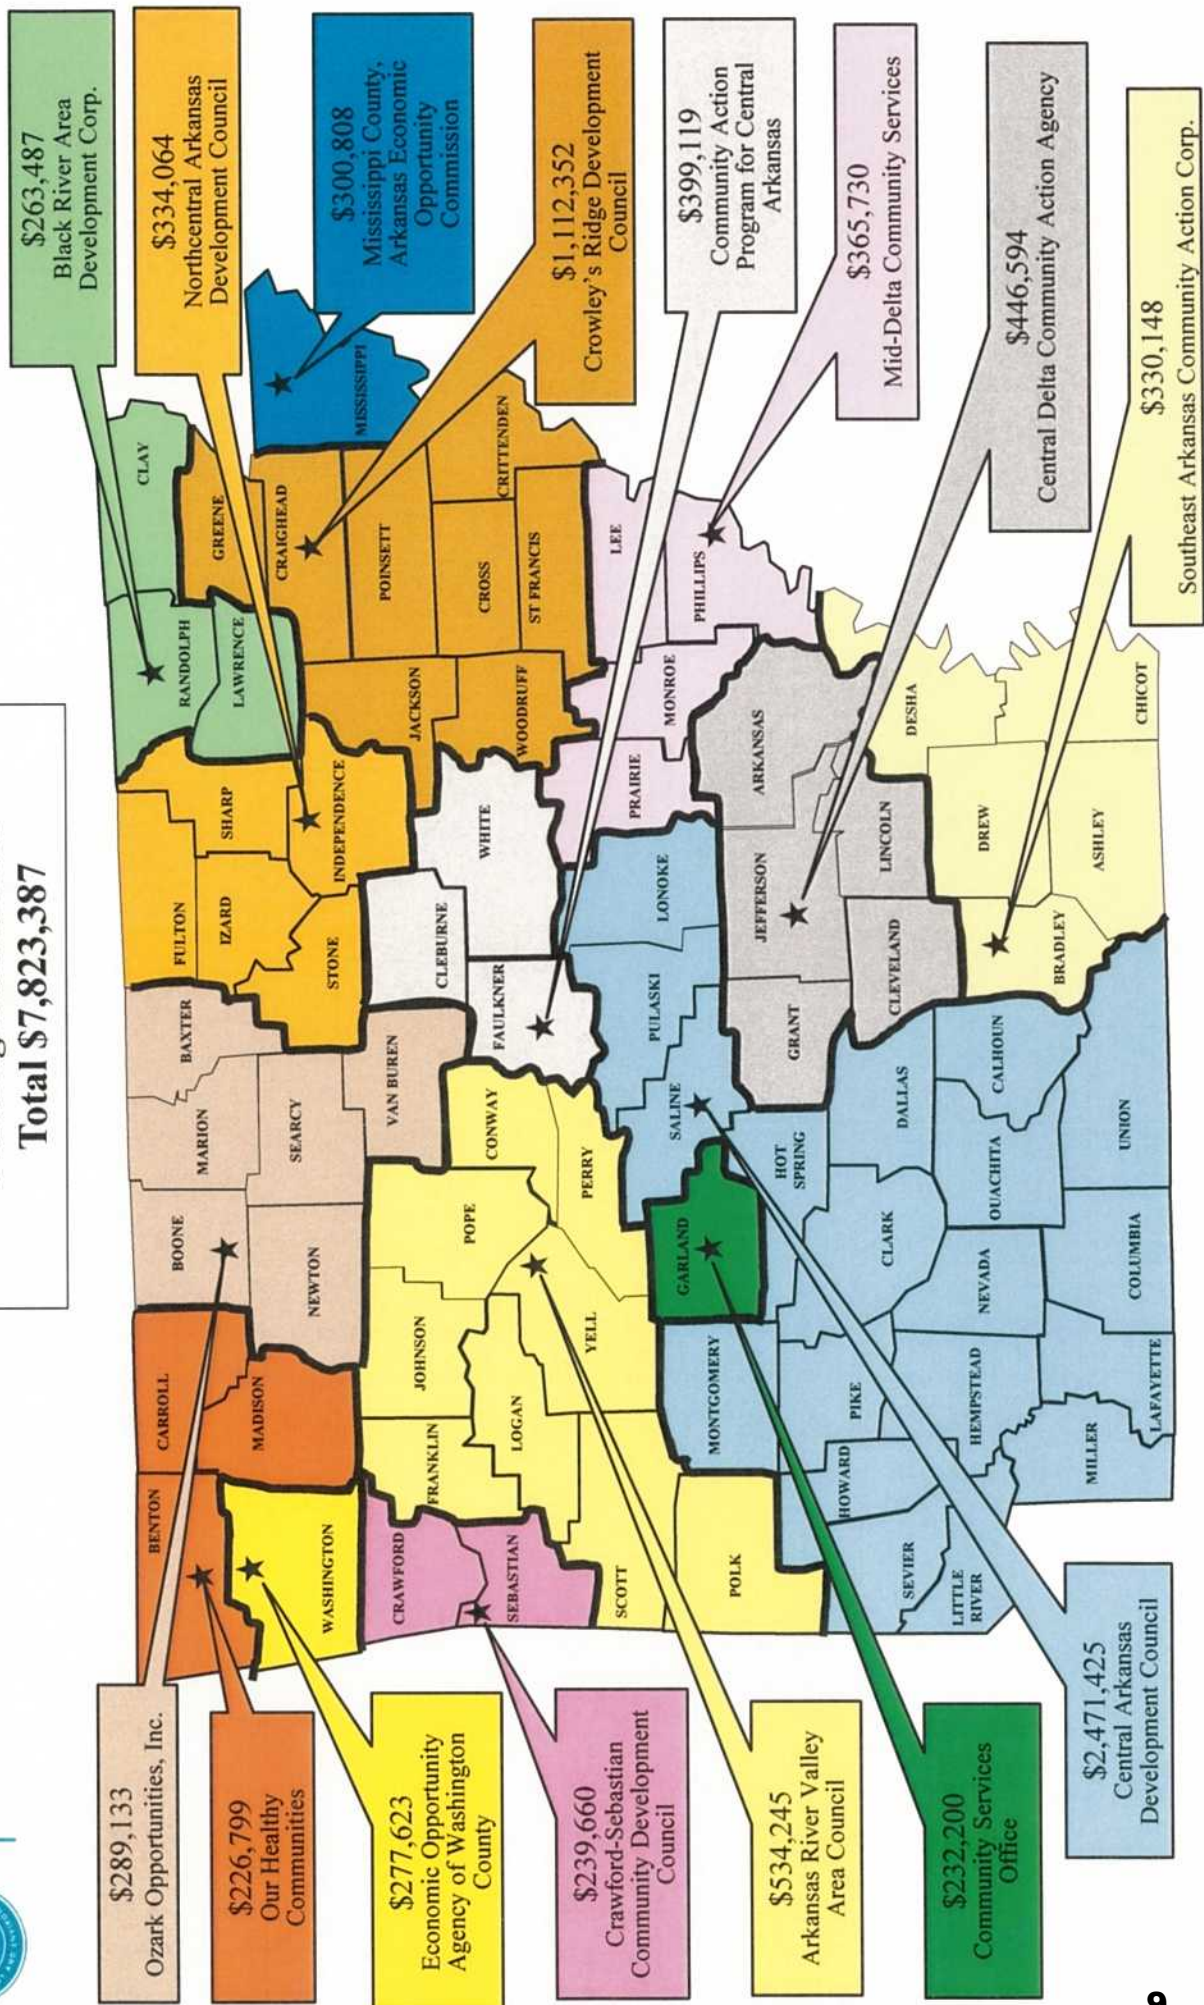 Total $7,823,387
$263,487
Black River Area
Development Corp.
$334,064
Northcentral Arkansas
Development Council
$300,808
Mississippi County,
Arkansas Economic
Opportunity
Commission
$1,112,352
Crowley's Ridge Development
Council
$399,119
Community Action
Program for Central
Arkansas
$365,730
Mid-Delta Community Services
$446,594
Central Delta Community Action Agency
$330,148
Southeast Arkansas Community Action Corp.
$289,133
Ozark Opportunities, Inc.
$226,799
Our Healthy
Communities
$277,623
Economic Opportunity
Agency of Washington
County
$239,660
Crawford-Sebastian
Community Development
Council
$534,245
Arkansas River Valley
Area Council
$232,200
Community Services
Office
$2,471,425
Central Arkansas
Development Council
BENTON
CARROLL
BOONE
MARION
BAXTER
FULTON
RANDOLPH
CLAY
WASHINGTON
MADISON
NEWTON
SEARCY
IZARD
SHARP
LAWRENCE
GREENE
STONE
INDEPENDENCE
CRAIGHEAD
MISSISSIPPI
CRAWFORD
FRANKLIN
JOHNSON
POPE
VAN BUREN
CLEBURNE
JACKSON
POINSETT
SEBASTIAN
LOGAN
CONWAY
FAULKNER
WHITE
WOODRUFF
CROSS
CRITTENDEN
ST FRANCIS
SCOTT
YELL
PERRY
PULASKI
LONOKE
PRAIRIE
MONROE
LEE
PHILLIPS
POLK
MONTGOMERY
GARLAND
SALINE
GRANT
JEFFERSON
ARKANSAS
HOWARD
PIKE
CLARK
HOT
SPRING
DALLAS
CLEVELAND
LINCOLN
DESHA
SEVIER
LITTLE
RIVER
HEMPSTEAD
NEVADA
OUACHITA
CALHOUN
BRADLEY
DREW
MILLER
LAFAYETTE
COLUMBIA
UNION
ASHLEY
CHICOT
9